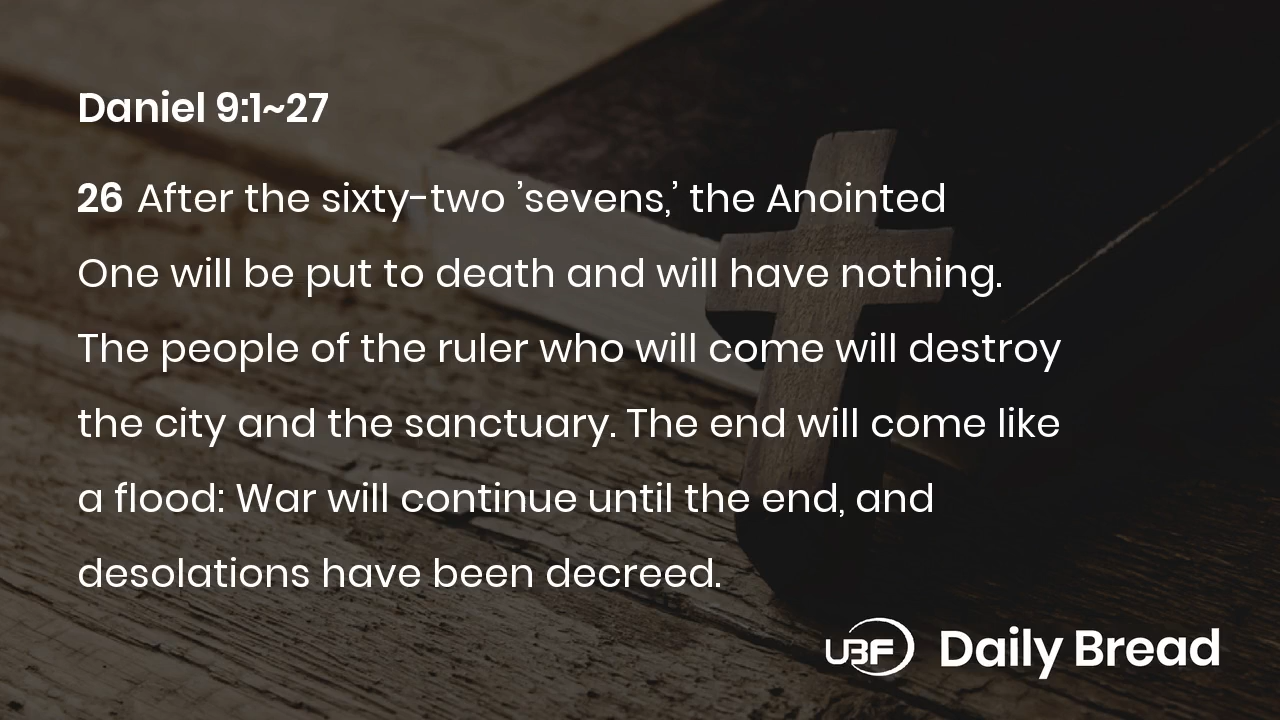 Daniel 9:1~27
26 After the sixty-two ’sevens,’ the Anointed
One will be put to death and will have nothing.
The people of the ruler who will come will destroy
the city and the sanctuary. The end will come like
a flood: War will continue until the end, and
desolations have been decreed.
UBF Daily Bread